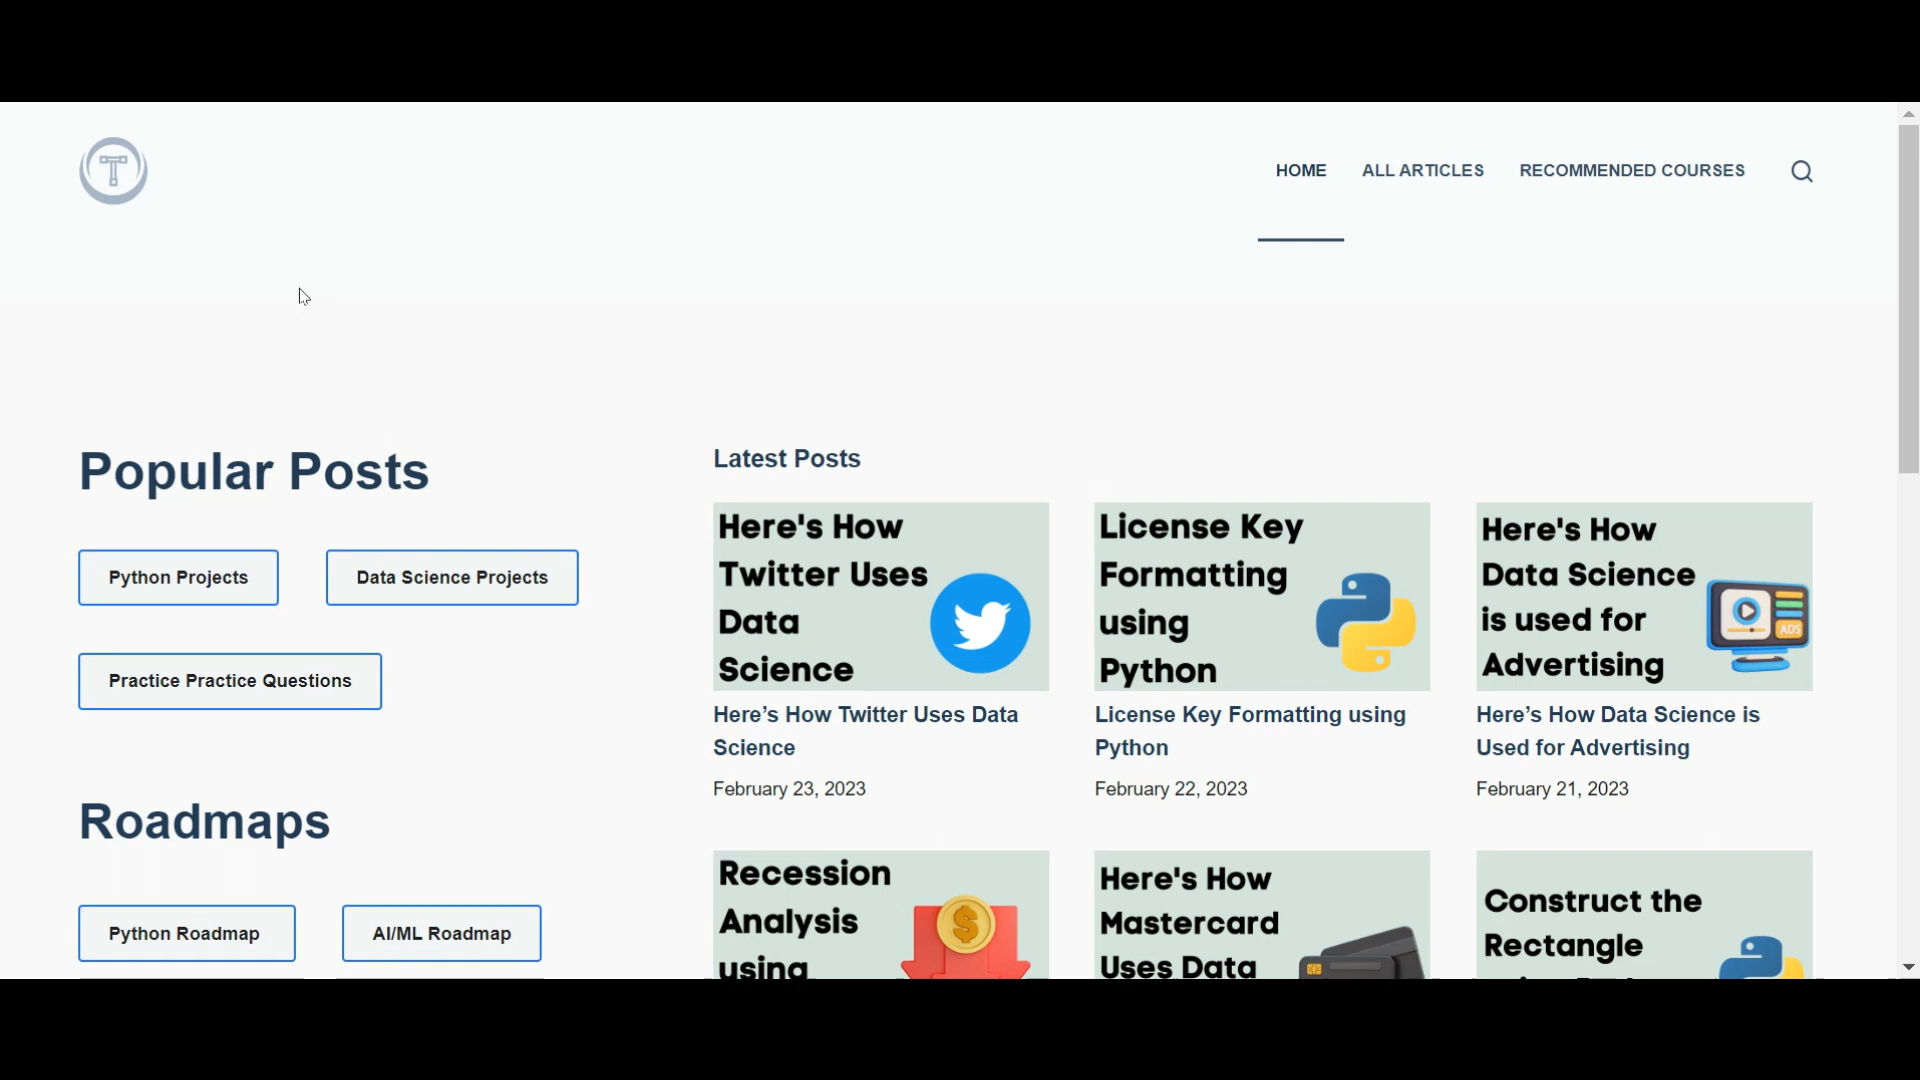 T
HOME
ALL ARTICLES
RECOMMENDED COURSES
Popular Posts
Python Projects
Data Science Projects
Practice Practice Questions
Roadmaps
Python Roadmap
AI/ML Roadmap
Latest Posts
Here's How
Twitter Uses
Data
Science
Here’s How Twitter Uses Data
Science
February 23, 2023
License Key
Formatting
using
Python
License Key Formatting using
Python
February 22, 2023
Here's How
Data Science
is used for
Advertising
ADS
Here’s How Data Science is
Used for Advertising
February 21, 2023
Recession
Analysis
using
$
Here's How
Mastercard
Uses Data
Construct the
Rectangle